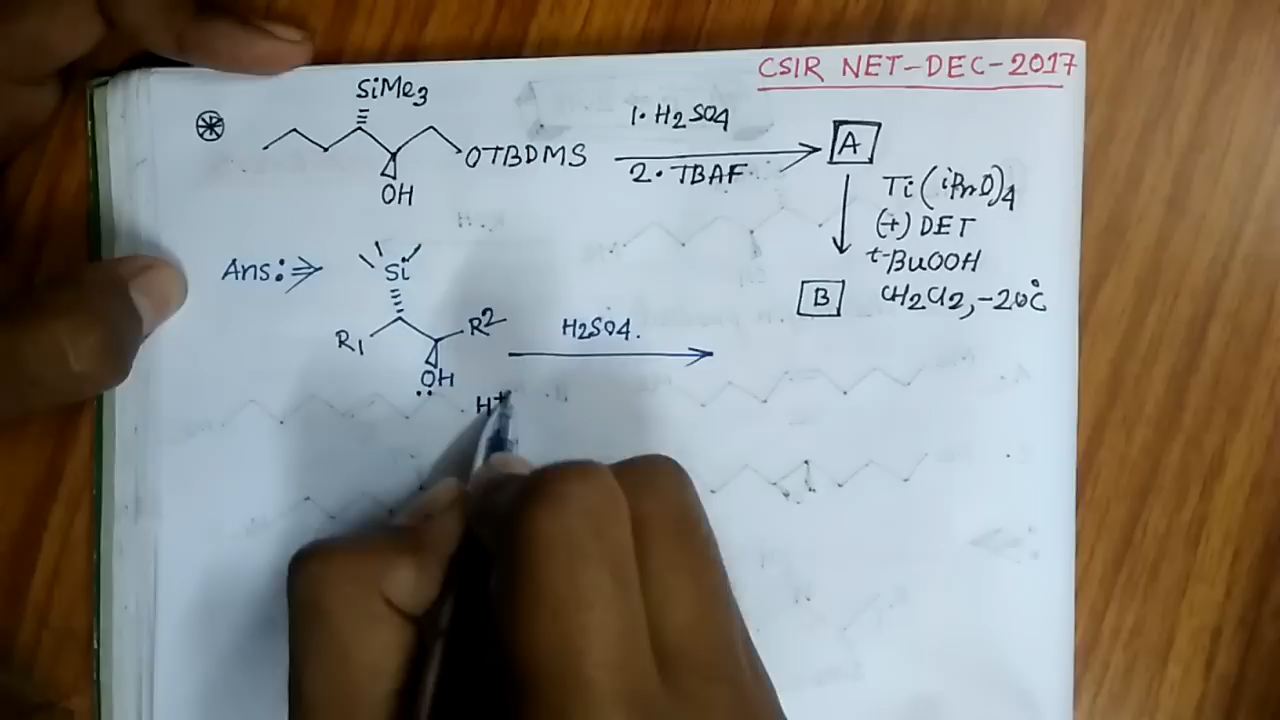 CSIR NET-DEC-2017
SiMe3
OTBDMS
OH
1. H2SO4
2. TBAF
A
Ti(iPrO)4
(+) DET
t-BuOOH
CH2Cl2, -20°C
B
Ans:⇒
Si
R1
R2
OH
H2SO4.
H+